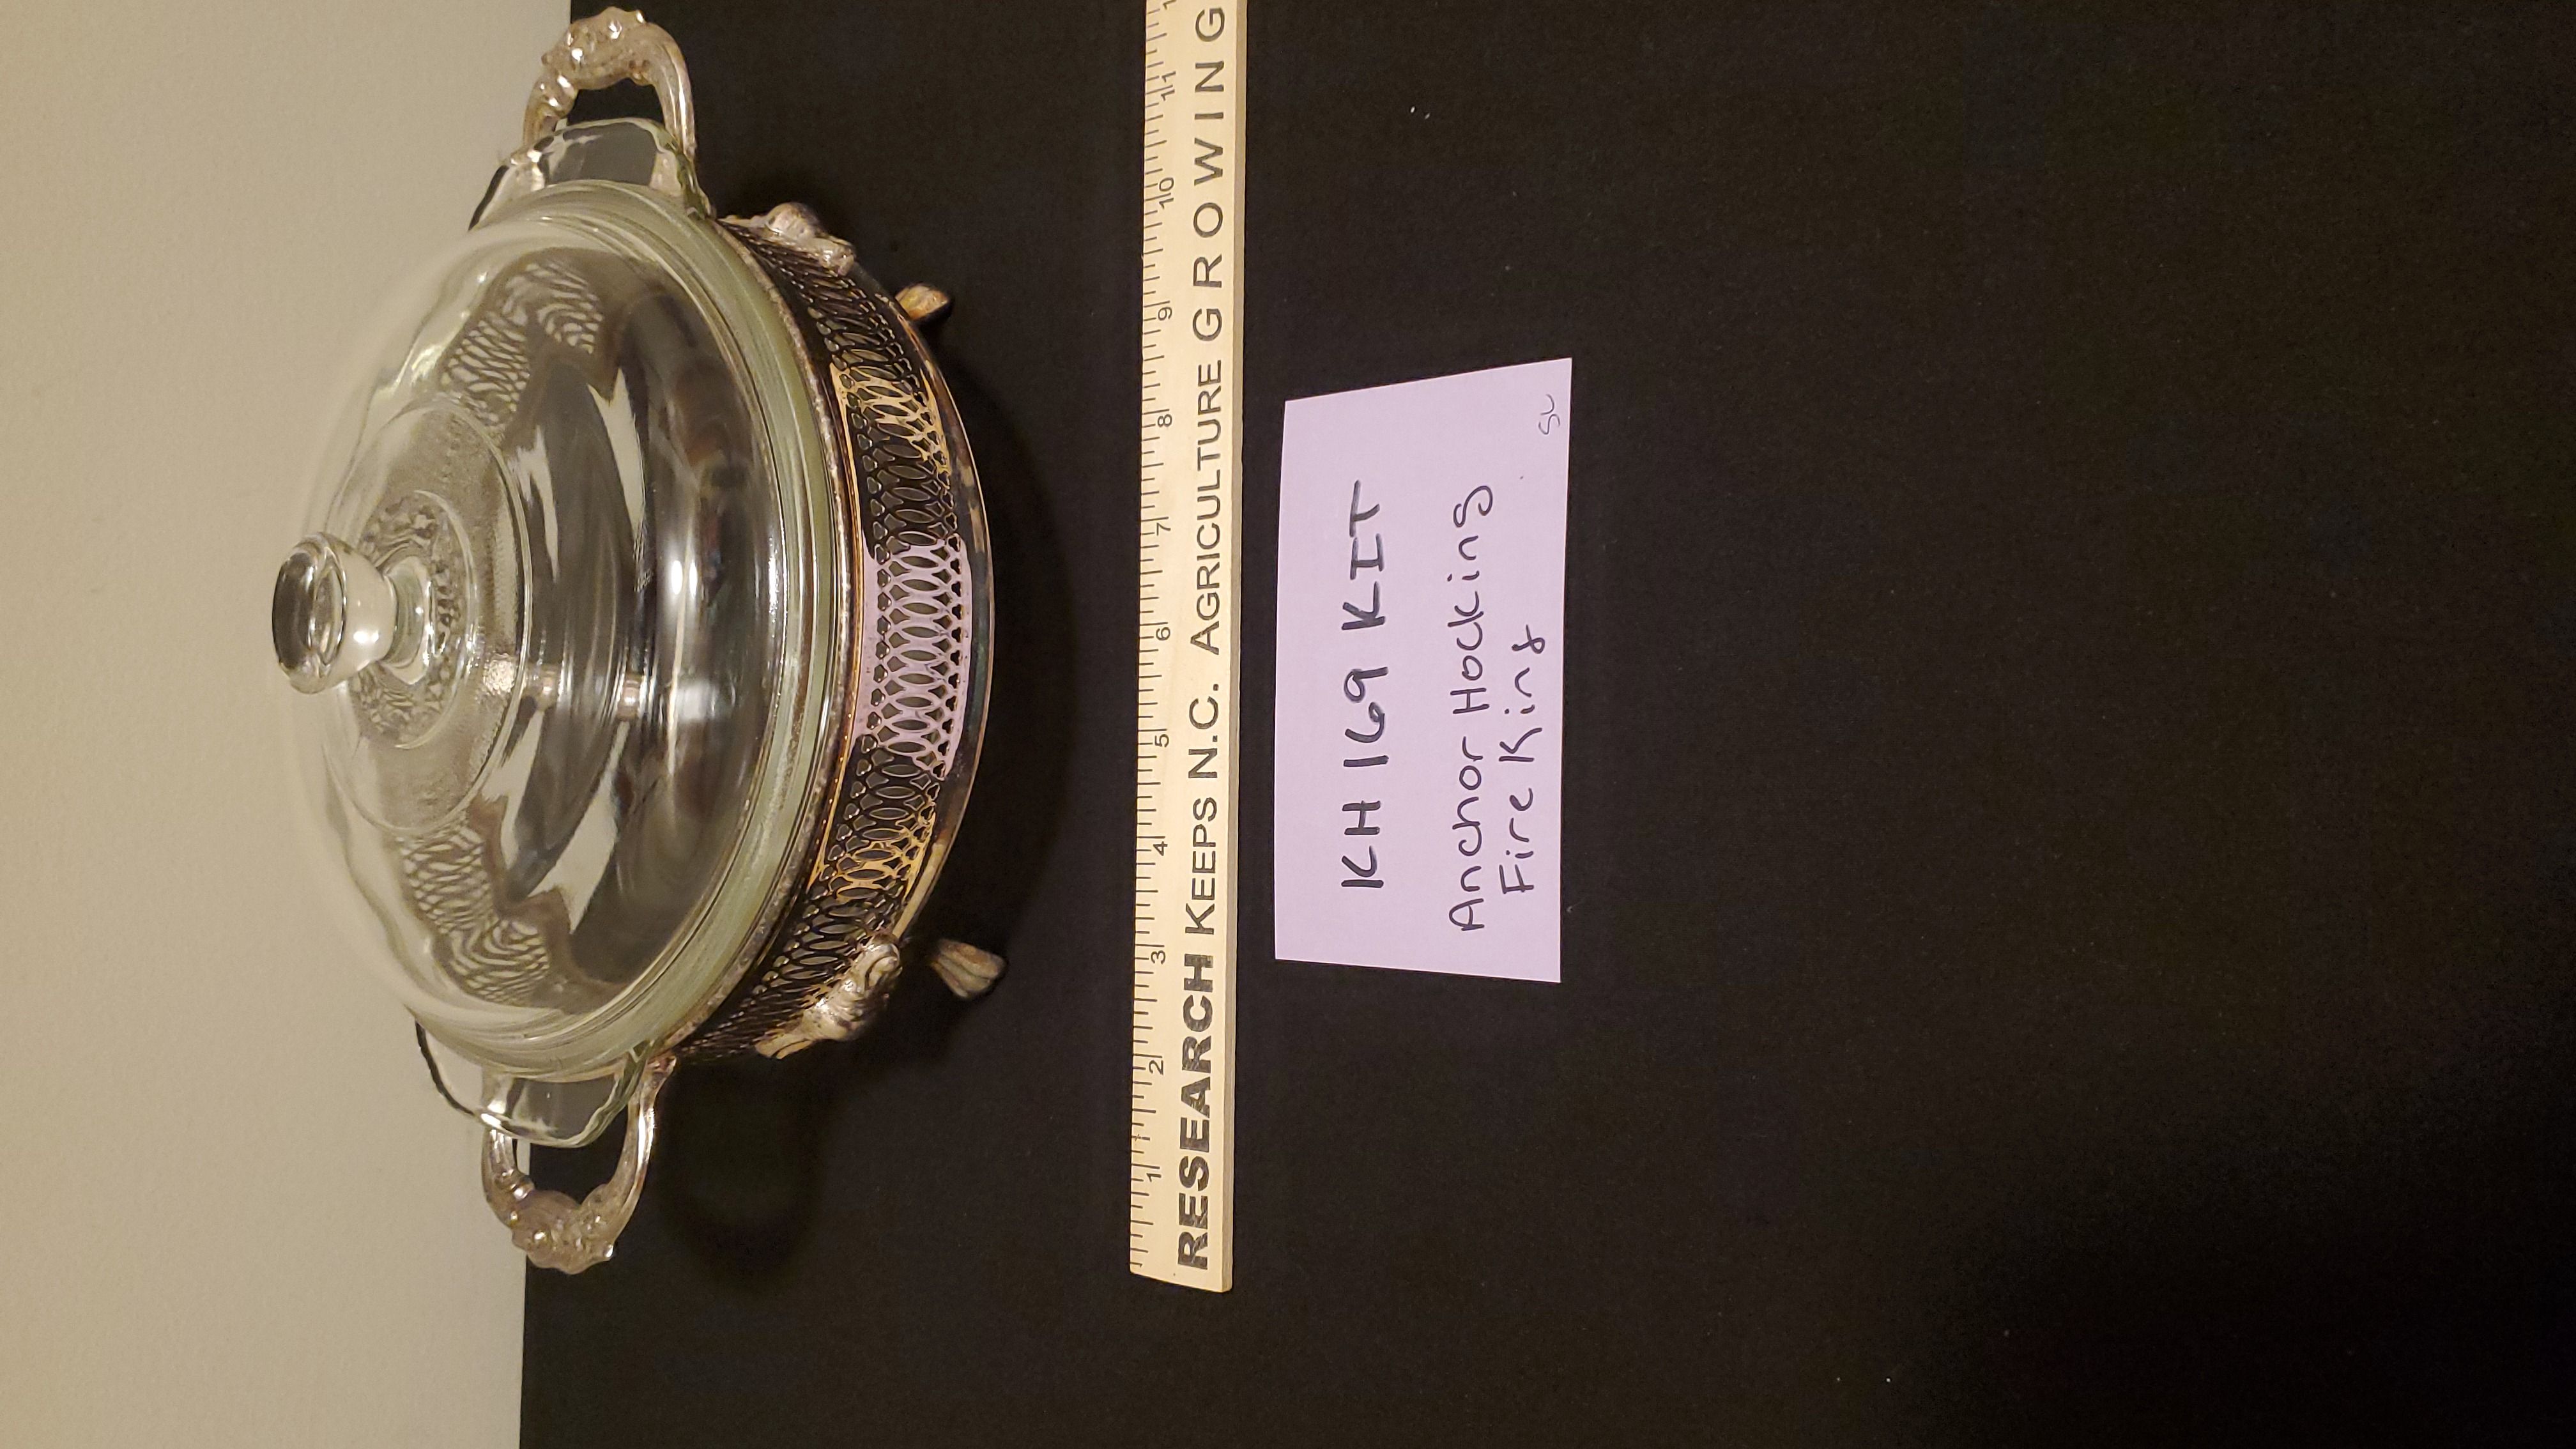 1 2 3 4 5 6 7 8 9 10 11
RESEARCH KEEPS N.C. AGRICULTURE GROWING
KH 169 KIT
Anchor Hocking
Fire King
SL